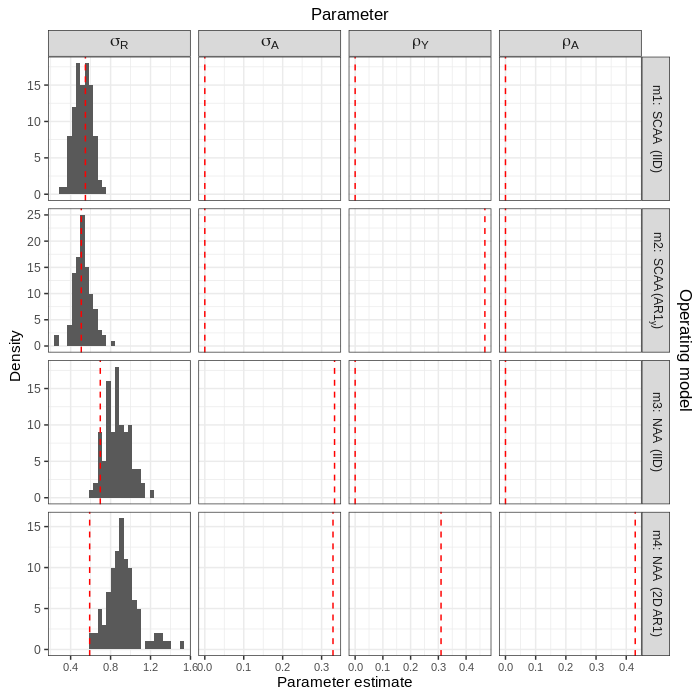 Parameter
σR σA ρY ρA
15
10
5
0
m1: SCAA (IID)
25
20
15
10
5
0
m2: SCAA (AR1y)
15
10
5
0
m3: NAA (IID)
15
10
5
0
m4: NAA (2D AR1)
Density
Operating model
0.4 0.8 1.2 1.6 0.0 0.1 0.2 0.3 0.0 0.1 0.2 0.3 0.4 0.0 0.1 0.2 0.3 0.4
Parameter estimate